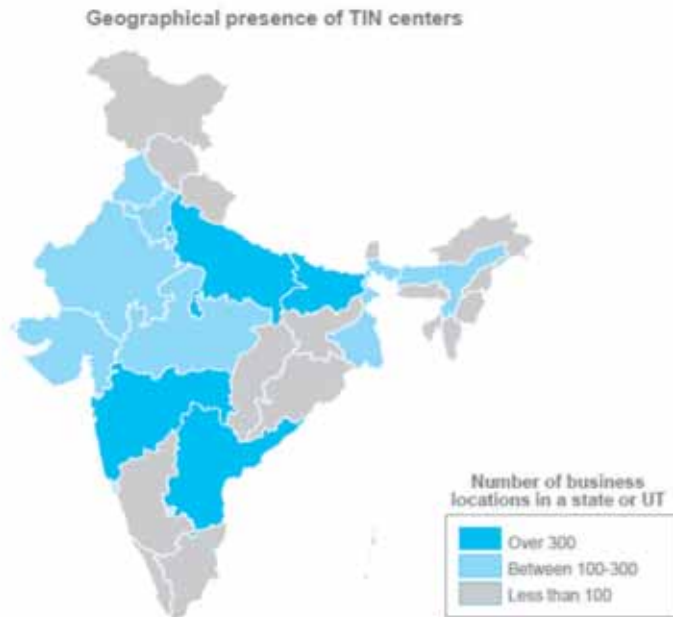 Geographical presence of TIN centers
Number of business
locations in a state or UT
Over 300
Between 100-300
Less than 100